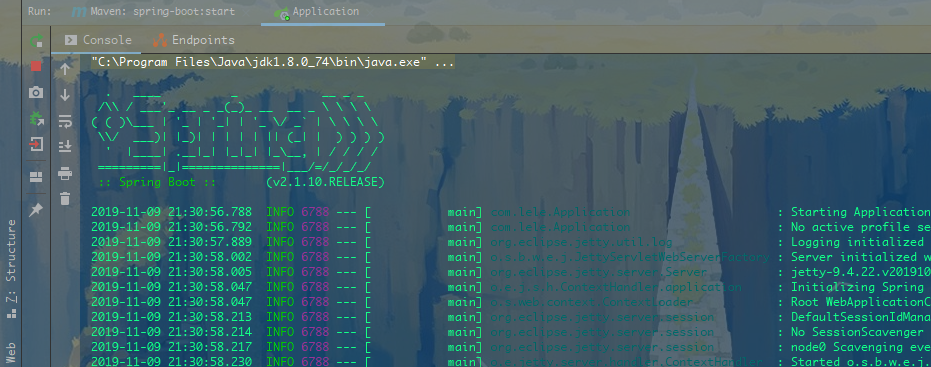 Run: Maven: spring-boot:start Application
Console Endpoints
"C:\Program Files\Java\jdk1.8.0_74\bin\java.exe" ...
:: Spring Boot :: (v2.1.10.RELEASE)
2019-11-09 21:30:56.788 INFO 6788 --- [ main] com.lele.Application : Starting Application
2019-11-09 21:30:56.792 INFO 6788 --- [ main] com.lele.Application : No active profile se
2019-11-09 21:30:57.889 INFO 6788 --- [ main] org.eclipse.jetty.util.log : Logging initialized
2019-11-09 21:30:58.002 INFO 6788 --- [ main] o.s.b.w.e.j.JettyServletWebServerFactory : Server initialized w
2019-11-09 21:30:58.005 INFO 6788 --- [ main] org.eclipse.jetty.server.Server : jetty-9.4.22.v201910
2019-11-09 21:30:58.047 INFO 6788 --- [ main] o.e.j.s.h.ContextHandler.application : Initializing Spring
2019-11-09 21:30:58.047 INFO 6788 --- [ main] o.s.web.context.ContextLoader : Root WebApplicationC
2019-11-09 21:30:58.213 INFO 6788 --- [ main] org.eclipse.jetty.server.session : DefaultSessionIdMana
2019-11-09 21:30:58.214 INFO 6788 --- [ main] org.eclipse.jetty.server.session : No SessionScavenger
2019-11-09 21:30:58.217 INFO 6788 --- [ main] org.eclipse.jetty.server.session : node0 Scavenging eve
2019-11-09 21:30:58.230 INFO 6788 --- [ main] o.e.jetty.server.handler.ContextHandler : Started o.s.b.w.e.j.
Z: Structure
Web